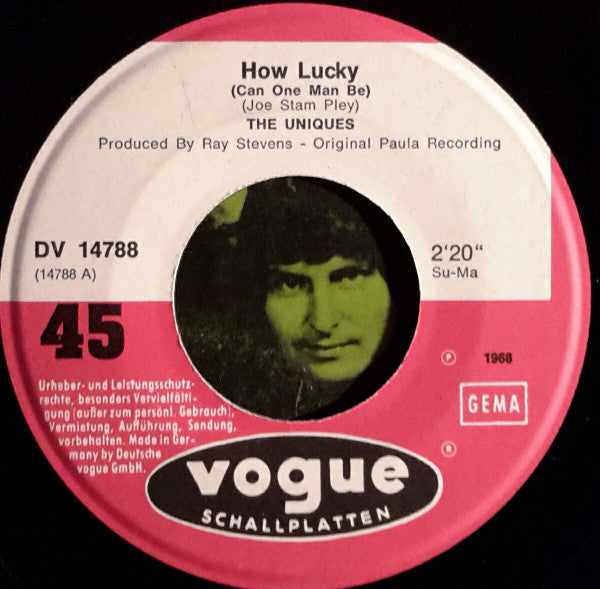 How Lucky
(Can One Man Be)
(Joe Stam Pley)
THE UNIQUES
Produced By Ray Stevens - Original Paula Recording
DV 14788
(14788 A)
2'20"
Su-Ma
45
Ⓟ 1968
GEMA
Ⓡ
Urheber- und Leistungsschutz-
rechte, besonders Vervielfälti-
gung (außer zum persönl. Gebrauch),
Vermietung, Aufführung, Sendung,
vorbehalten. Made in Ger-
many by Deutsche
vogue GmbH.
vogue
SCHALLPLATTEN